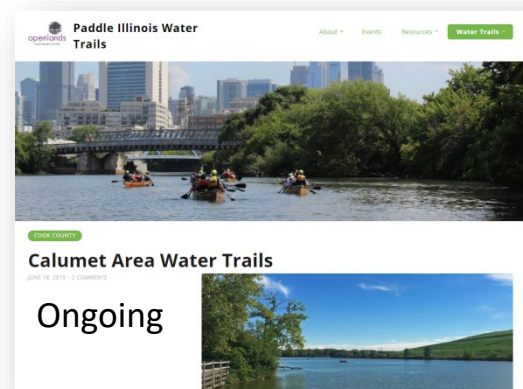 openlands
Paddle Illinois Water
Trails
About
Events
Resources
Water Trails
COOK COUNTY
Calumet Area Water Trails
JUNE 18, 2015 - 2 COMMENTS
Ongoing